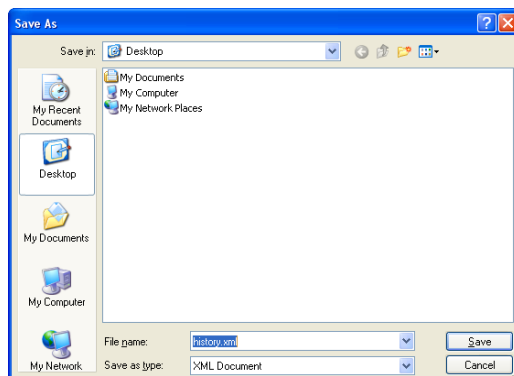 Save As
Save in:
Desktop
My Recent
Documents
Desktop
My Documents
My Computer
My Network
My Documents
My Computer
My Network Places
File name:
history.xml
Save
Save as type:
XML Document
Cancel